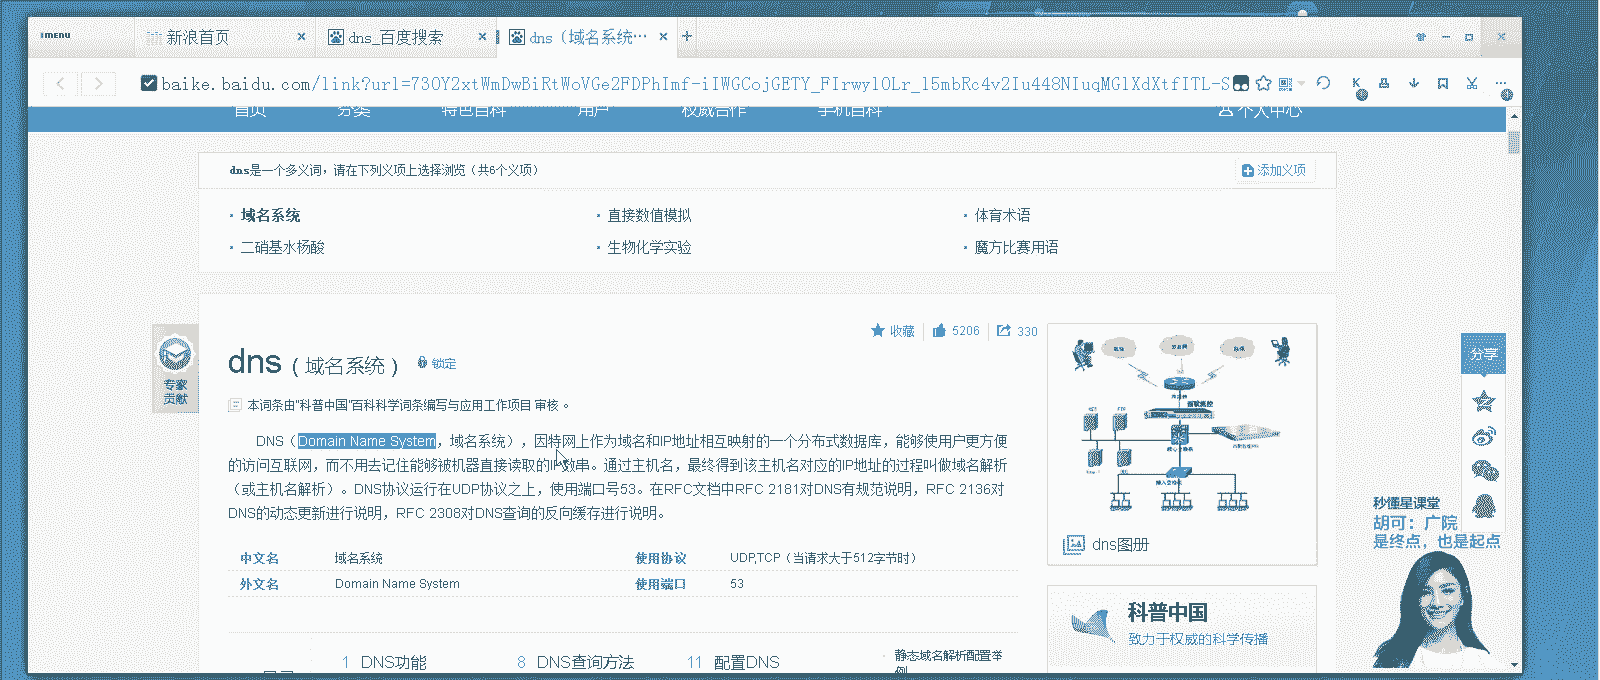 MENU
新浪首页
dns_百度搜索
dns（域名系统…
baike.baidu.com/link?url=730Y2xtWmDwBiRtWoVGe2FDPhImf-iIWGCojGETY_FIrwylOLr_l5mbRc4v2Iu448NIuqMGlXdXtfITL-S
首页 分类 特色百科 用户 权威合作 手机百科 个人中心
dns是一个多义词，请在下列义项上选择浏览（共6个义项）
添加义项
· 域名系统
· 直接数值模拟
· 体育术语
· 二硝基水杨酸
· 生物化学实验
· 魔方比赛用语
收藏 5206 330
专家
贡献
dns（域名系统） 锁定
本词条由“科普中国”百科科学词条编写与应用工作项目 审核 。
DNS（Domain Name System，域名系统），因特网上作为域名和IP地址相互映射的一个分布式数据库，能够使用户更方便
的访问互联网，而不用去记住能够被机器直接读取的IP数串。通过主机名，最终得到该主机名对应的IP地址的过程叫做域名解析
（或主机名解析）。DNS协议运行在UDP协议之上，使用端口号53。在RFC文档中RFC 2181对DNS有规范说明，RFC 2136对
DNS的动态更新进行说明，RFC 2308对DNS查询的反向缓存进行说明。
中文名 域名系统 使用协议 UDP,TCP（当请求大于512字节时）
外文名 Domain Name System 使用端口 53
1 DNS功能
8 DNS查询方法
11 配置DNS
· 静态域名解析配置举
例
dns图册
科普中国
致力于权威的科学传播
分享
秒懂星课堂
胡可：广院
是终点，也是起点